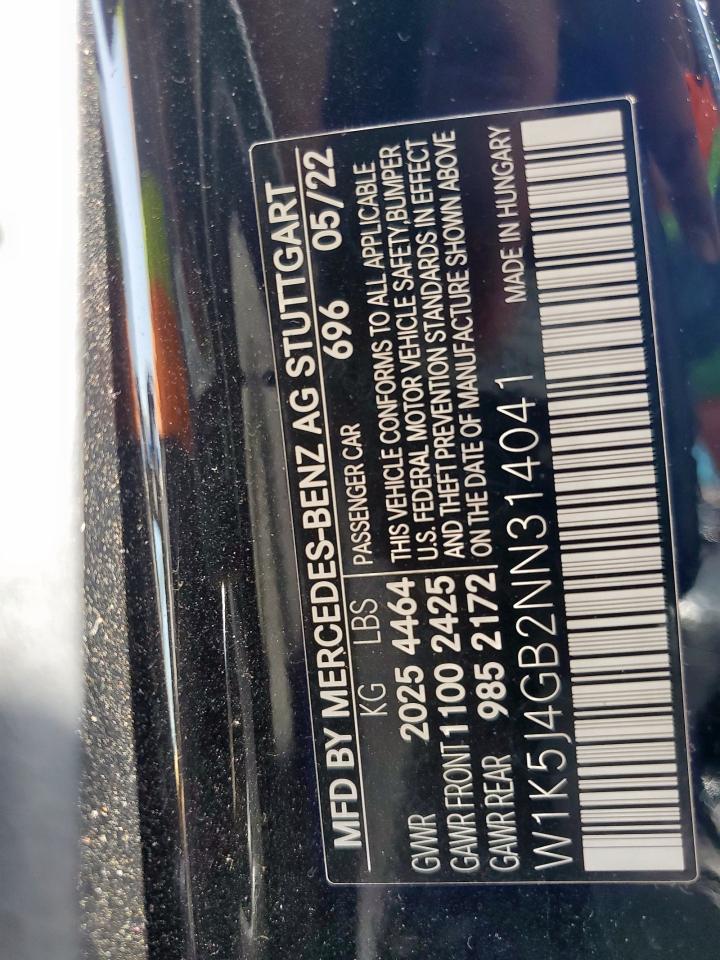 MFD BY MERCEDES-BENZ AG STUTTGART
KG LBS 696 05/22
PASSENGER CAR
GVWR 2025 4464
GAWR FRONT 1100 2425
GAWR REAR 985 2172
THIS VEHICLE CONFORMS TO ALL APPLICABLE
U.S. FEDERAL MOTOR VEHICLE SAFETY,BUMPER
AND THEFT PREVENTION STANDARDS IN EFFECT
ON THE DATE OF MANUFACTURE SHOWN ABOVE
W1K5J4GB2NN314041 MADE IN HUNGARY